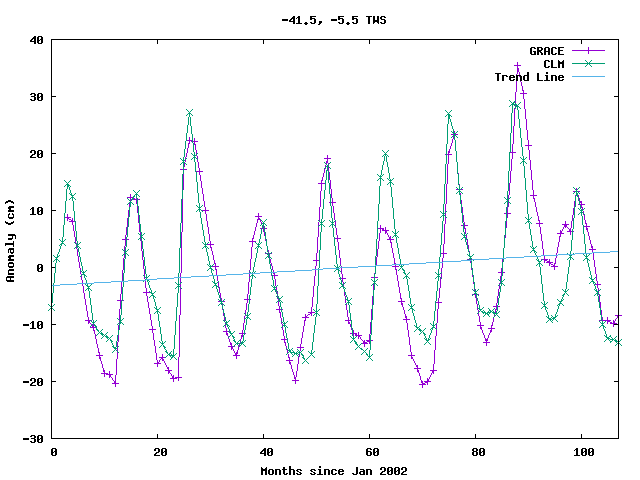 -41.5, -5.5 TWS
GRACE
CLM
Trend Line
Anomaly (cm)
40
30
20
10
0
-10
-20
-30
0 20 40 60 80 100
Months since Jan 2002